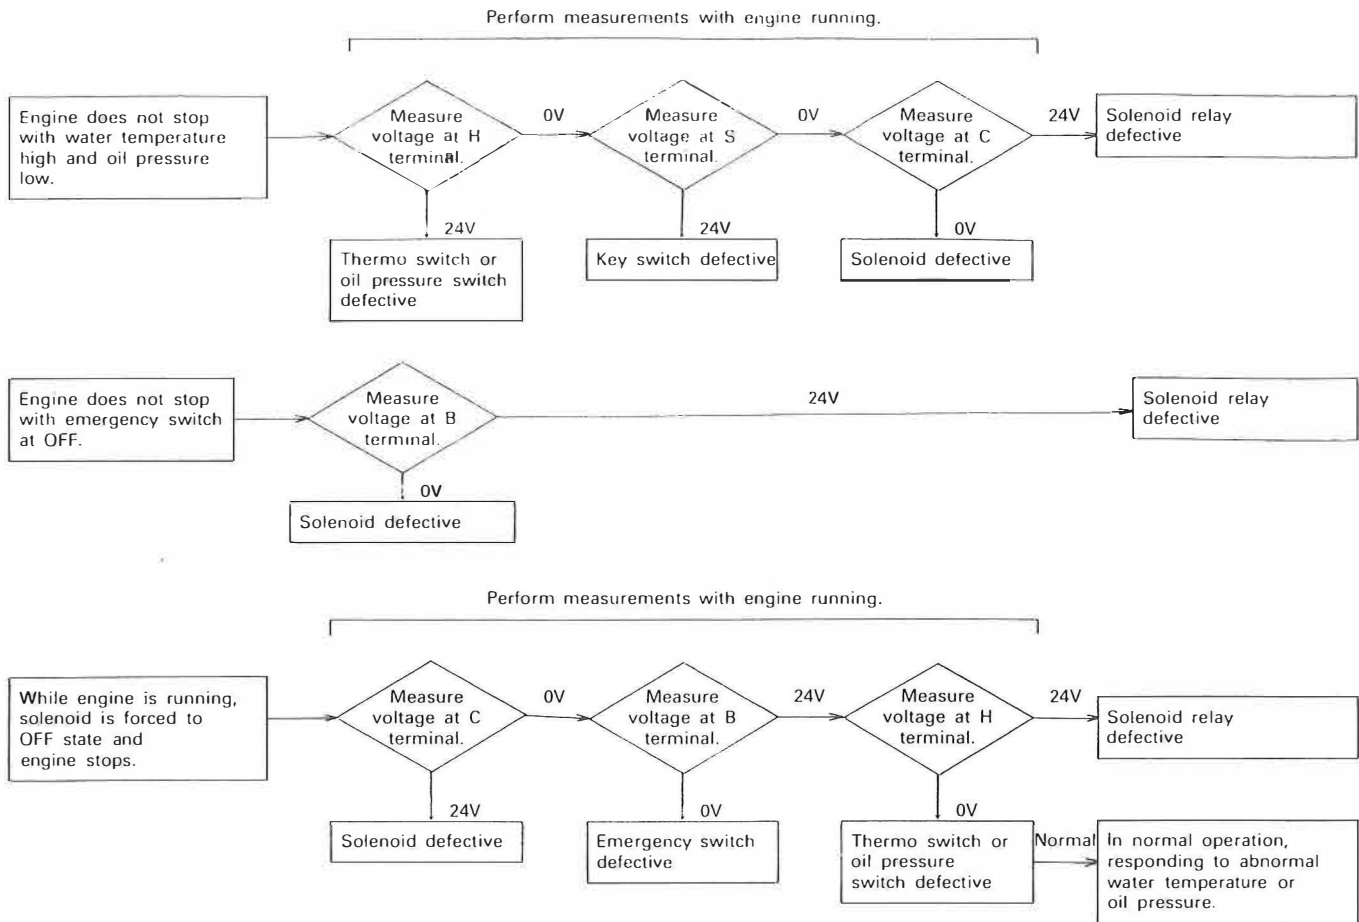 Perform measurements with engine running.
Engine does not stop
with water temperature
high and oil pressure
low.
Measure
voltage at H
terminal.
0V
24V
Thermo switch or
oil pressure switch
defective
Measure
voltage at S
terminal.
0V
24V
Key switch defective
Measure
voltage at C
terminal.
24V
0V
Solenoid defective
Solenoid relay
defective
Engine does not stop
with emergency switch
at OFF.
Measure
voltage at B
terminal.
24V
0V
Solenoid defective
Solenoid relay
defective
Perform measurements with engine running.
While engine is running,
solenoid is forced to
OFF state and
engine stops.
Measure
voltage at C
terminal.
0V
24V
Solenoid defective
Measure
voltage at B
terminal.
24V
0V
Emergency switch
defective
Measure
voltage at H
terminal.
24V
0V
Thermo switch or
oil pressure
switch defective
Solenoid relay
defective
Normal
In normal operation,
responding to abnormal
water temperature or
oil pressure.